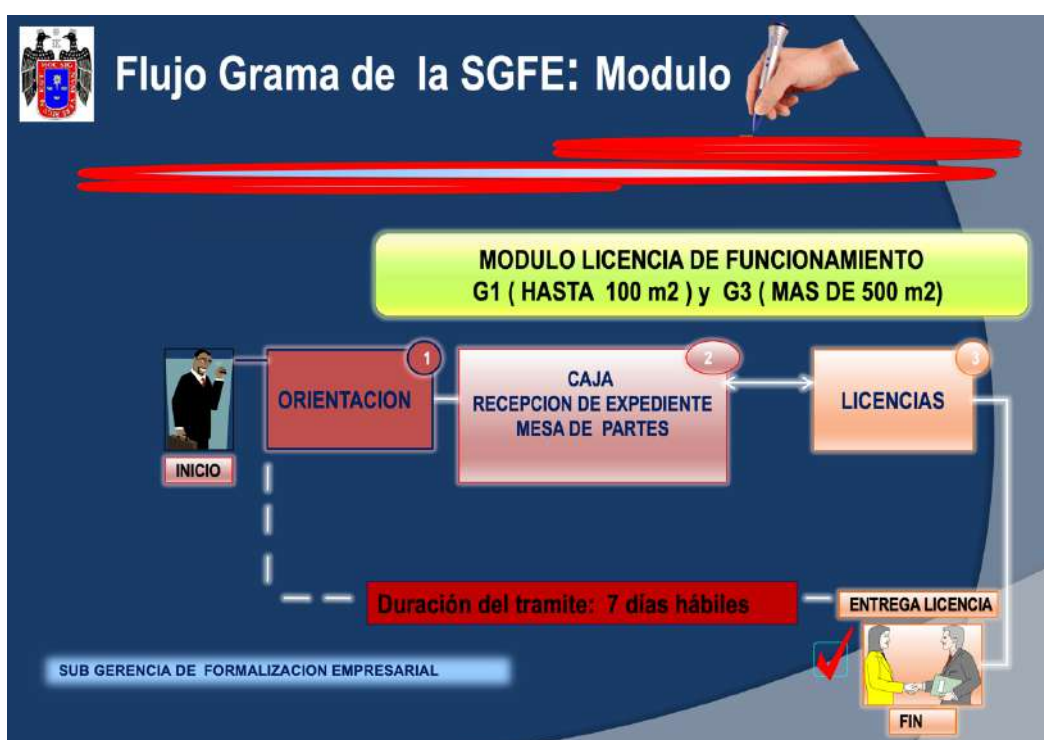 Flujo Grama de la SGFE: Modulo
MODULO LICENCIA DE FUNCIONAMIENTO
G1 ( HASTA 100 m2 ) y G3 ( MAS DE 500 m2)
INICIO
1
ORIENTACION
2
CAJA
RECEPCION DE EXPEDIENTE
MESA DE PARTES
3
LICENCIAS
Duración del tramite: 7 días hábiles
ENTREGA LICENCIA
FIN
SUB GERENCIA DE FORMALIZACION EMPRESARIAL